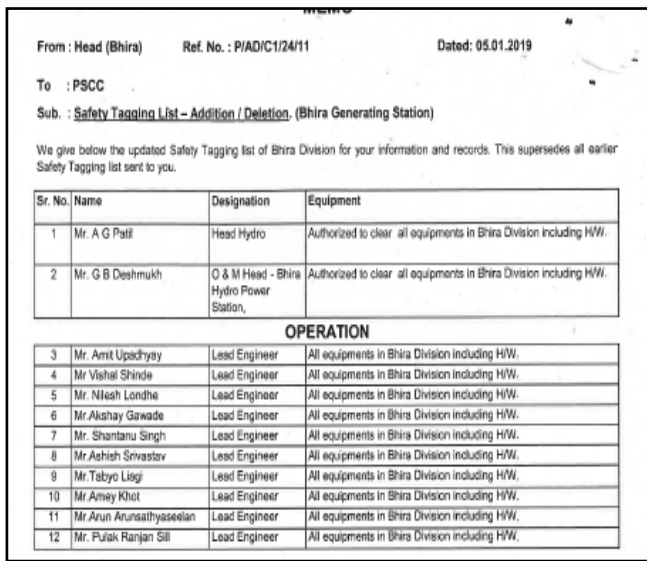 MEMO
From : Head (Bhira) Ref. No. : P/AD/C1/24/11 Dated: 05.01.2019
To : PSCC
Sub. : Safety Tagging List – Addition / Deletion. (Bhira Generating Station)
We give below the updated Safety Tagging list of Bhira Division for your information and records. This supersedes all earlier
Safety Tagging list sent to you.
Sr. No. Name Designation Equipment
1 Mr. A G Patil Head Hydro Authorized to clear all equipments in Bhira Division including H/W.
2 Mr. G B Deshmukh O & M Head - Bhira Authorized to clear all equipments in Bhira Division including H/W.
Hydro Power
Station,
OPERATION
3 Mr. Amit Upadhyay Lead Engineer All equipments in Bhira Division including H/W.
4 Mr Vishal Shinde Lead Engineer All equipments in Bhira Division including H/W.
5 Mr. Nilesh Londhe Lead Engineer All equipments in Bhira Division including H/W.
6 Mr.Akshay Gawade Lead Engineer All equipments in Bhira Division including H/W.
7 Mr. Shantanu Singh Lead Engineer All equipments in Bhira Division including H/W.
8 Mr.Ashish Srivastav Lead Engineer All equipments in Bhira Division including H/W.
9 Mr.Tabyo Liagi Lead Engineer All equipments in Bhira Division including H/W.
10 Mr.Amey Khot Lead Engineer All equipments in Bhira Division including H/W.
11 Mr.Arun Arunsathyaseelan Lead Engineer All equipments in Bhira Division including H/W.
12 Mr. Pulak Ranjan Sill Lead Engineer All equipments in Bhira Division including H/W.